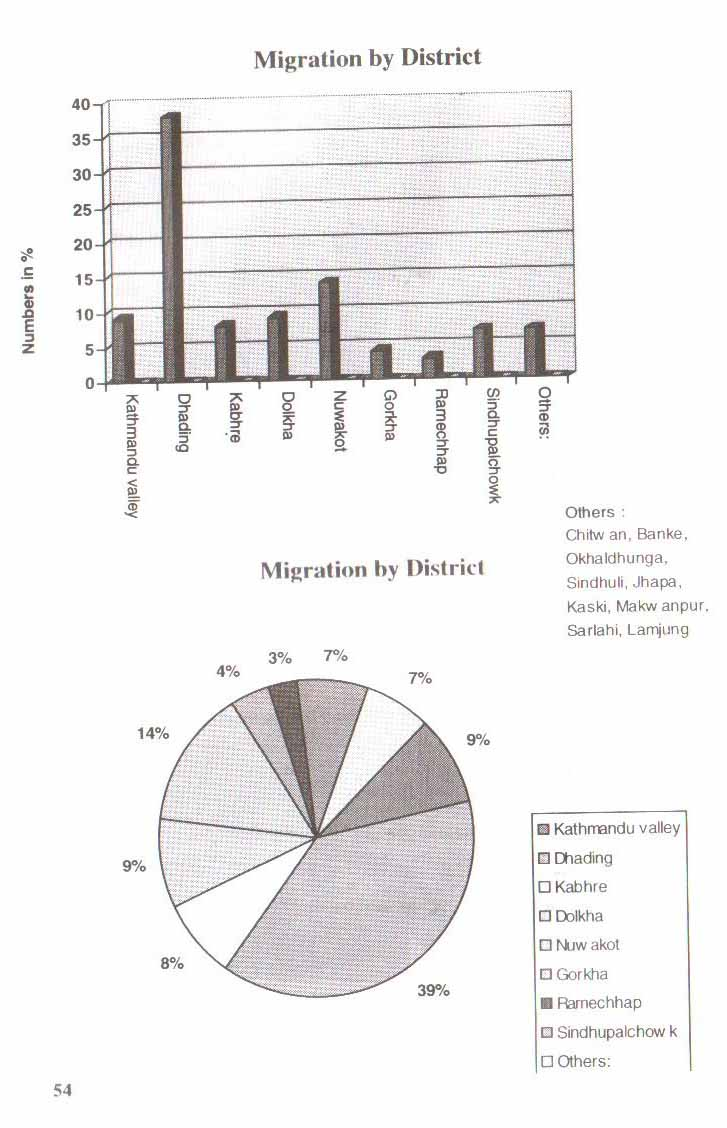 Migration by District
40
35
30
25
20
15
10
5
0
Numbers in %
Kathmandu valley
Dhading
Kabhre
Dolkha
Nuwakot
Gorkha
Ramechhap
Sindhupalchowk
Others:
Others :
Chitw an, Banke,
Okhaldhunga,
Sindhuli, Jhapa,
Kaski, Makw anpur,
Sarlahi, Lamjung
Migration by District
4%
3%
7%
7%
14%
9%
9%
8%
39%
Kathmandu valley
Dhading
Kabhre
Dolkha
Nuw akot
Gorkha
Ramechhap
Sindhupalchow k
Others:
54